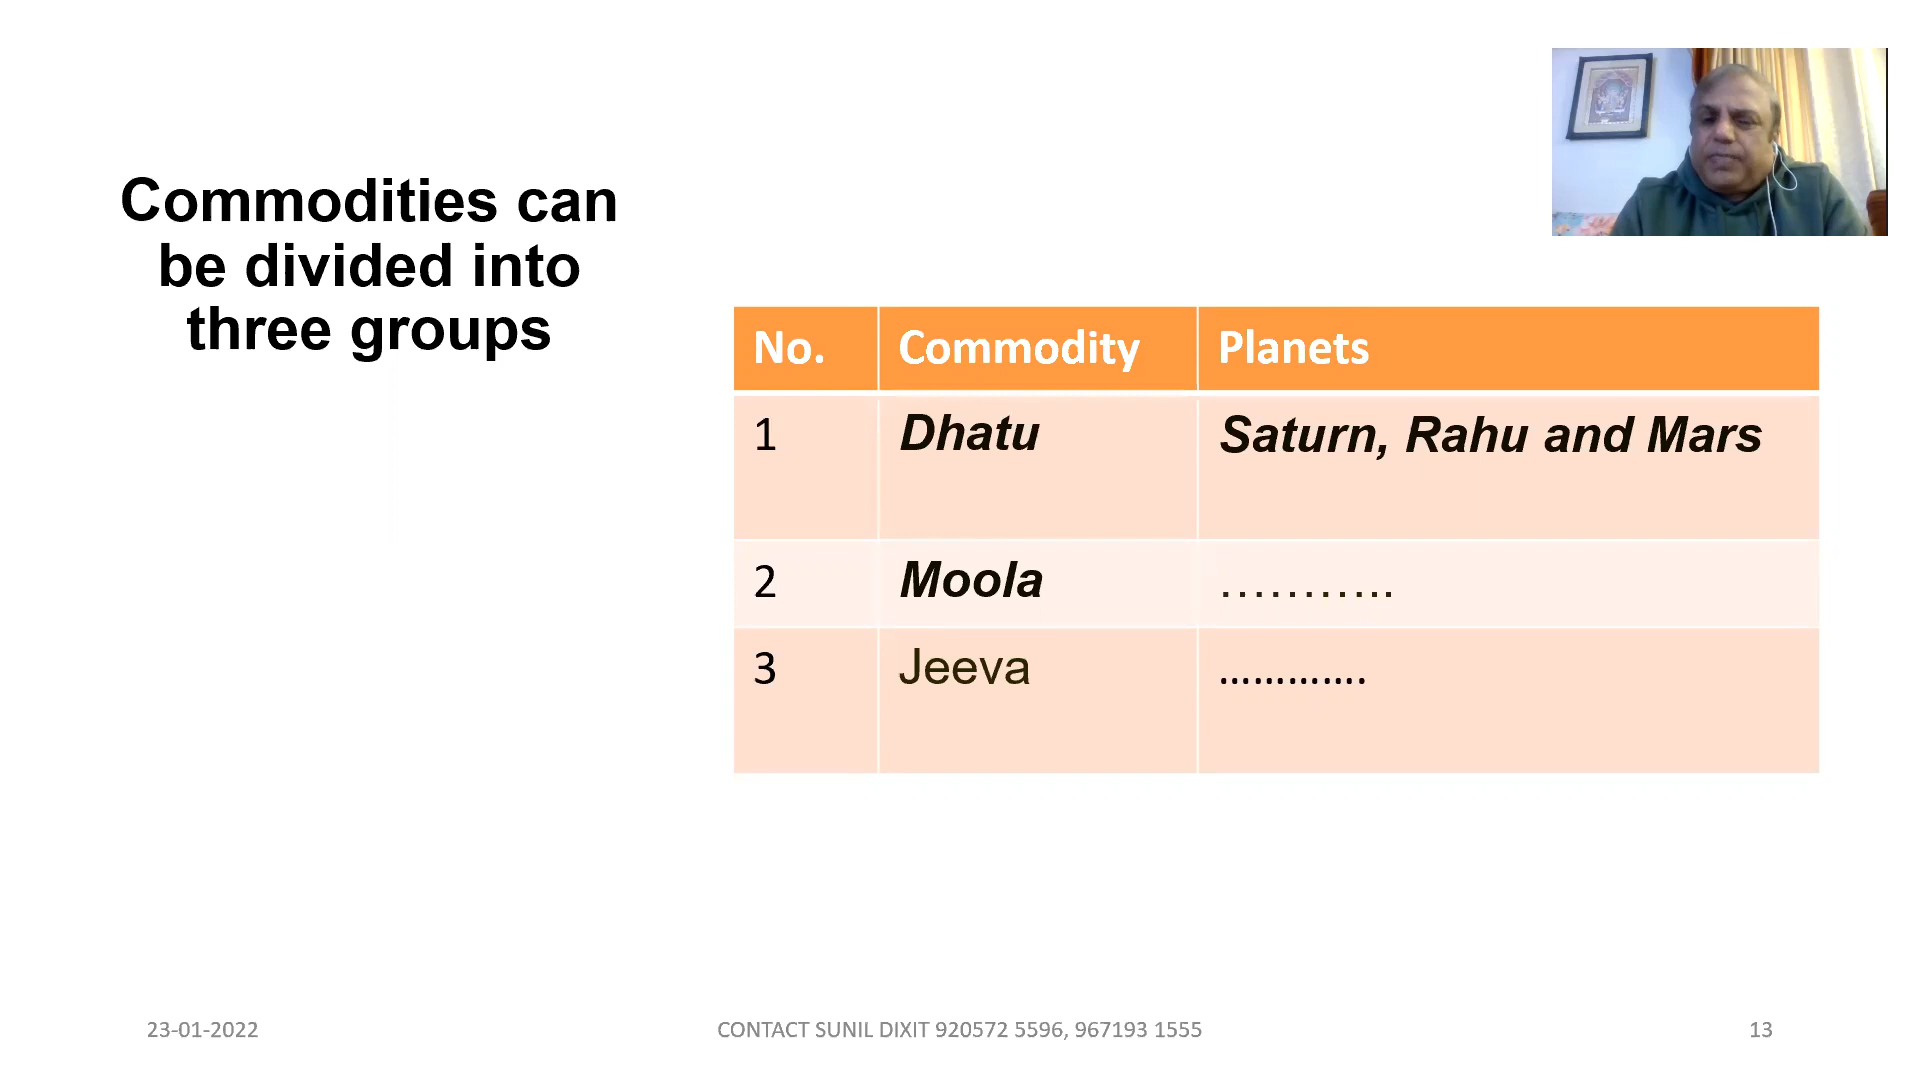 Commodities can
be divided into
three groups
No. Commodity Planets
1 Dhatu Saturn, Rahu and Mars
2 Moola ………..
3 Jeeva ………….
23-01-2022 CONTACT SUNIL DIXIT 920572 5596, 967193 1555 13